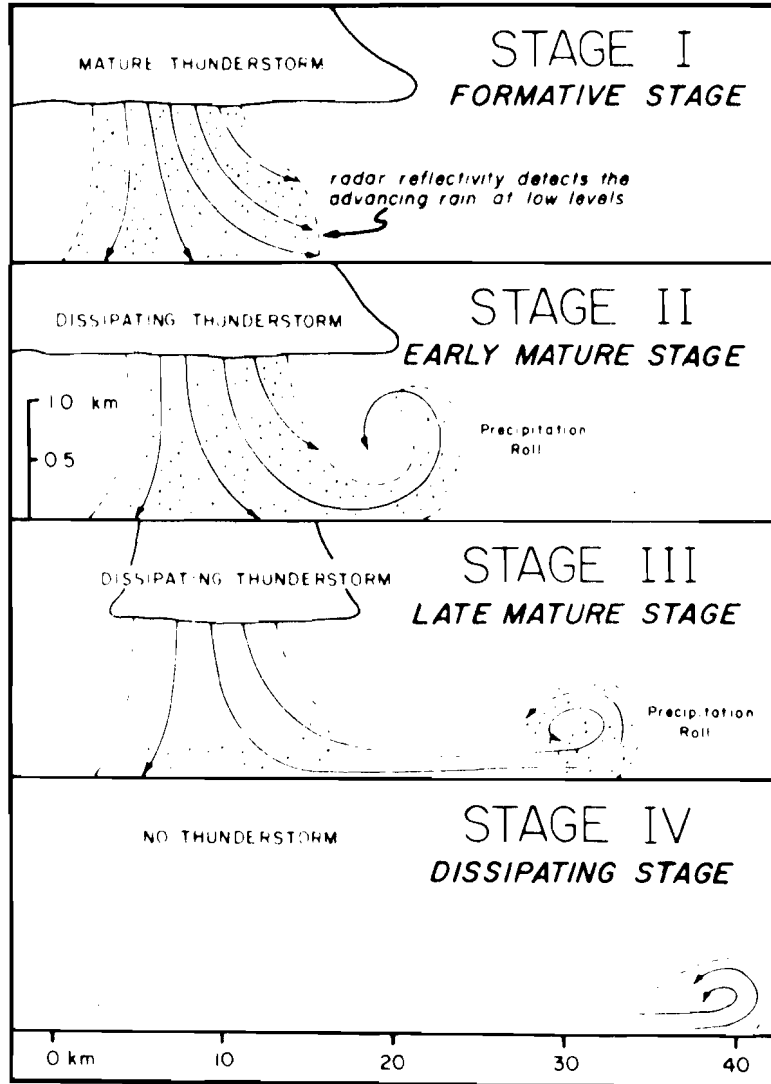 MATURE THUNDERSTORM
STAGE I
FORMATIVE STAGE
radar reflectivity detects the
advancing rain at low levels
DISSIPATING THUNDERSTORM
STAGE II
EARLY MATURE STAGE
1.0 km
0.5
Precipitation
Roll
DISSIPATING THUNDERSTORM
STAGE III
LATE MATURE STAGE
Precipitation
Roll
NO THUNDERSTORM
STAGE IV
DISSIPATING STAGE
0 km 10 20 30 40